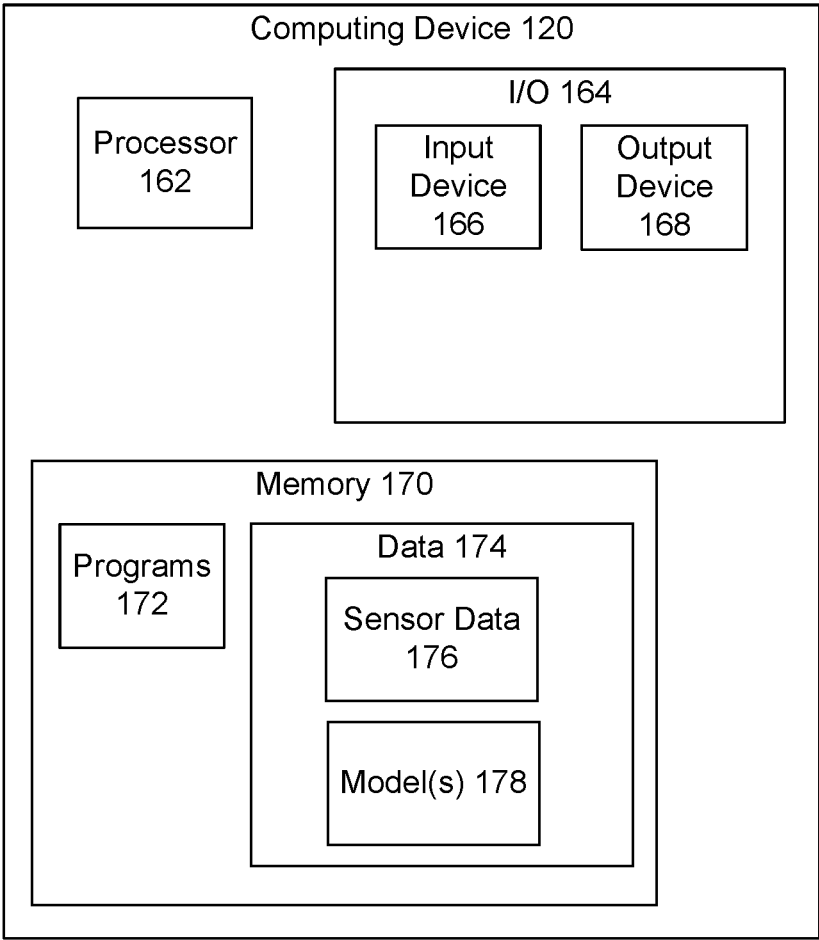 Computing Device 120
Processor
162
I/O 164
Input
Device
166
Output
Device
168
Memory 170
Programs
172
Data 174
Sensor Data
176
Model(s) 178